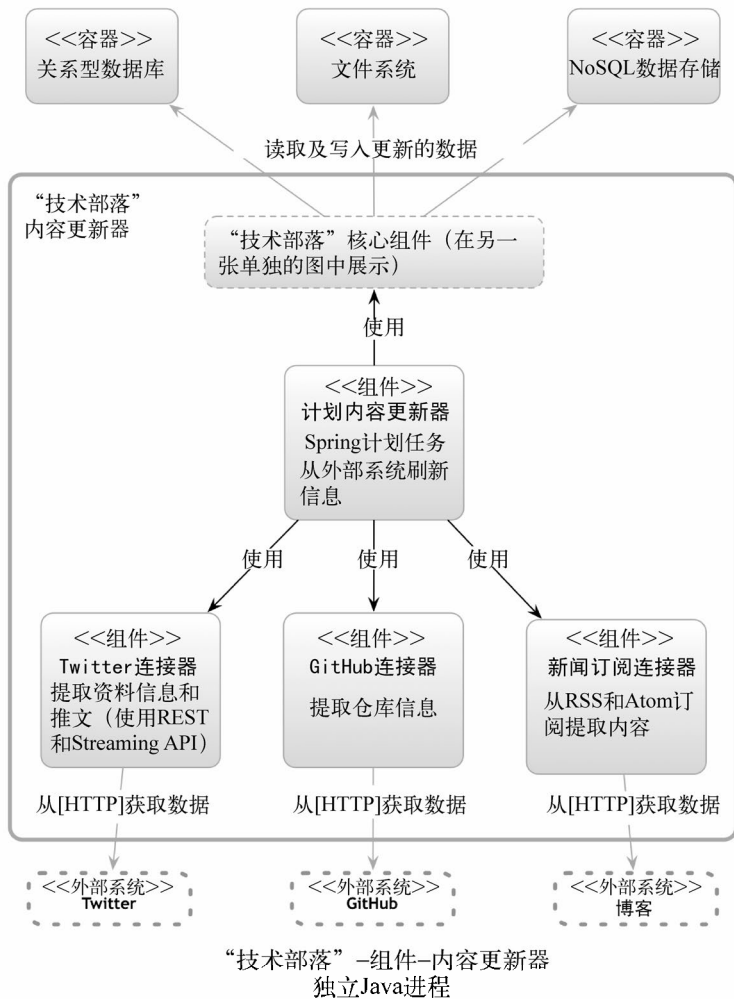 <<容器>>
关系型数据库
<<容器>>
文件系统
<<容器>>
NoSQL数据存储
读取及写入更新的数据
“技术部落”
内容更新器
“技术部落”核心组件（在另一
张单独的图中展示）
使用
<<组件>>
计划内容更新器
Spring计划任务
从外部系统刷新
信息
使用
使用
使用
<<组件>>
Twitter连接器
提取资料信息和
推文（使用REST
和Streaming API）
<<组件>>
GitHub连接器
提取仓库信息
<<组件>>
新闻订阅连接器
从RSS和Atom订
阅提取内容
从[HTTP]获取数据
从[HTTP]获取数据
从[HTTP]获取数据
<<外部系统>>
Twitter
<<外部系统>>
GitHub
<<外部系统>>
博客
“技术部落”–组件–内容更新器
独立Java进程